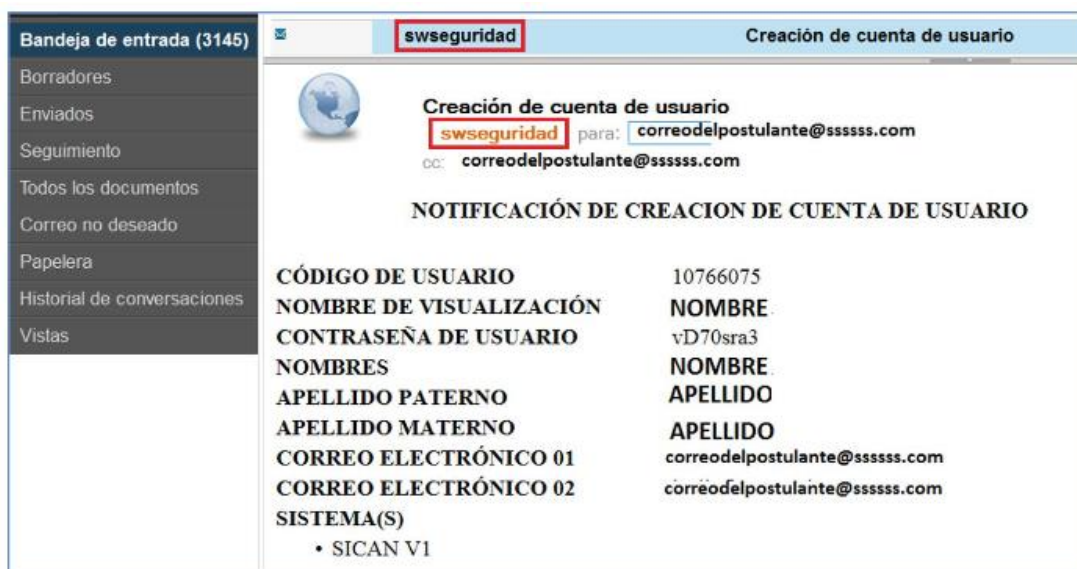 Bandeja de entrada (3145)
Borradores
Enviados
Seguimiento
Todos los documentos
Correo no deseado
Papelera
Historial de conversaciones
Vistas
swseguridad Creación de cuenta de usuario
Creación de cuenta de usuario
swseguridad para: correodelpostulante@ssssss.com
cc: correodelpostulante@ssssss.com
NOTIFICACIÓN DE CREACION DE CUENTA DE USUARIO
CÓDIGO DE USUARIO 10766075
NOMBRE DE VISUALIZACIÓN NOMBRE
CONTRASEÑA DE USUARIO vD70sra3
NOMBRES NOMBRE
APELLIDO PATERNO APELLIDO
APELLIDO MATERNO APELLIDO
CORREO ELECTRÓNICO 01 correodelpostulante@ssssss.com
CORREO ELECTRÓNICO 02 correodelpostulante@ssssss.com
SISTEMA(S)
• SICAN V1